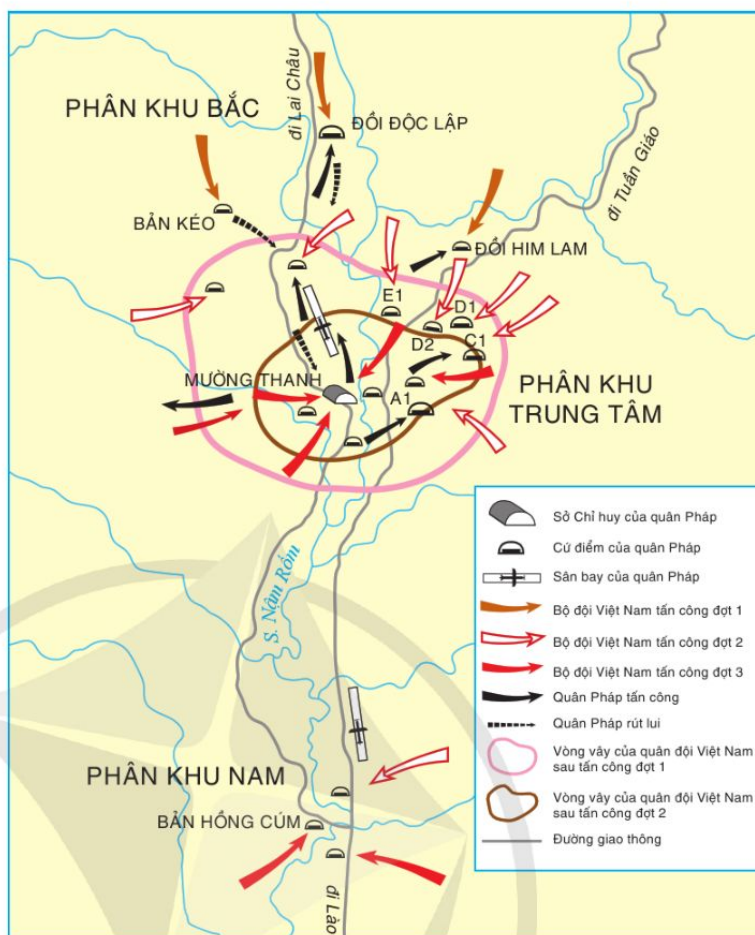 đi Lai Châu
PHÂN KHU BẮC
ĐỒI ĐỘC LẬP
đi Tuần Giáo
BẢN KÉO
ĐỒI HIM LAM
E1
D1
D2
C1
MƯỜNG THANH
A1
PHÂN KHU
TRUNG TÂM
S. Nậm Rốm
PHÂN KHU NAM
BẢN HỒNG CÚM
đi Lào
Sở Chỉ huy của quân Pháp
Cứ điểm của quân Pháp
Sân bay của quân Pháp
Bộ đội Việt Nam tấn công đợt 1
Bộ đội Việt Nam tấn công đợt 2
Bộ đội Việt Nam tấn công đợt 3
Quân Pháp tấn công
Quân Pháp rút lui
Vòng vây của quân đội Việt Nam
sau tấn công đợt 1
Vòng vây của quân đội Việt Nam
sau tấn công đợt 2
Đường giao thông